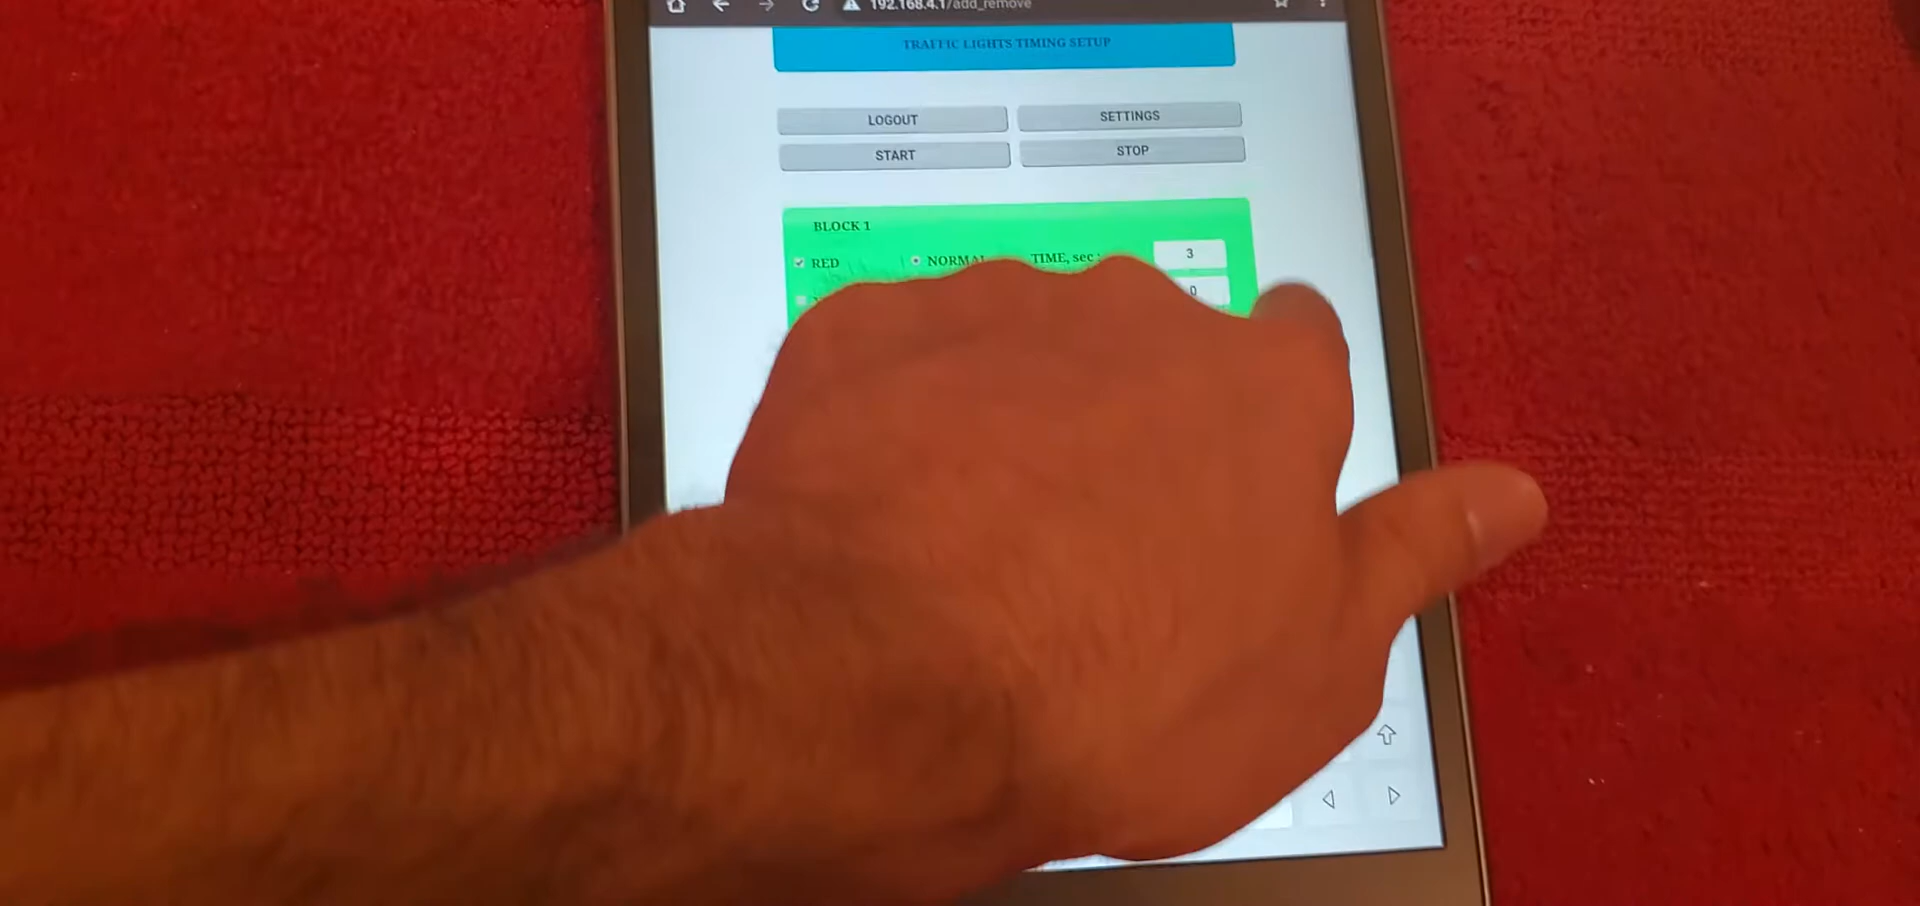 192.168.4.1/add_remove
TRAFFIC LIGHTS TIMING SETUP
LOGOUT SETTINGS
START STOP
BLOCK 1
RED NORMAL TIME, sec : 3
0